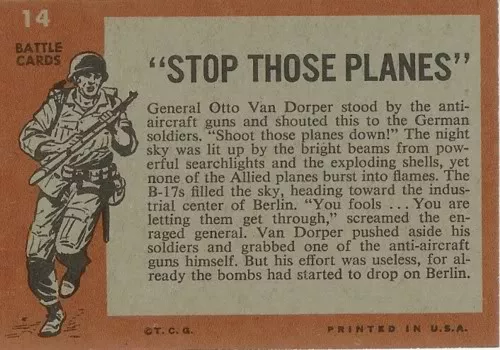 14
BATTLE
CARDS
"STOP THOSE PLANES"
General Otto Van Dorper stood by the anti-
aircraft guns and shouted this to the German
soldiers. "Shoot those planes down!" The night
sky was lit up by the bright beams from pow-
erful searchlights and the exploding shells, yet
none of the Allied planes burst into flames. The
B-17s filled the sky, heading toward the indus-
trial center of Berlin. "You fools ... You are
letting them get through," screamed the en-
raged general. Van Dorper pushed aside his
soldiers and grabbed one of the anti-aircraft
guns himself. But his effort was useless, for al-
ready the bombs had started to drop on Berlin.
©T.C.G.
PRINTED IN U.S.A.